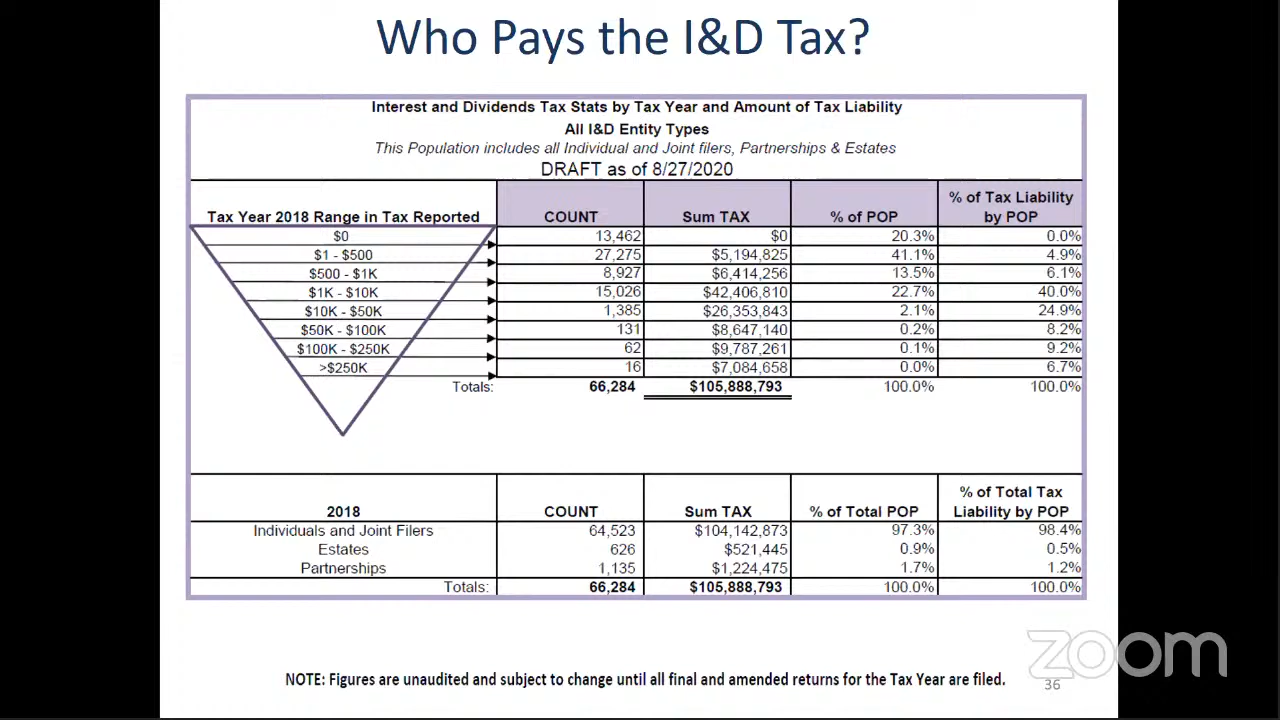 Who Pays the I&D Tax?
Interest and Dividends Tax Stats by Tax Year and Amount of Tax Liability
All I&D Entity Types
This Population includes all Individual and Joint filers, Partnerships & Estates
DRAFT as of 8/27/2020
Tax Year 2018 Range in Tax Reported COUNT Sum TAX % of POP % of Tax Liability by POP
$0 13,462 $0 20.3% 0.0%
$1 - $500 27,275 $5,194,825 41.1% 4.9%
$500 - $1K 8,927 $6,414,256 13.5% 6.1%
$1K - $10K 15,026 $42,406,810 22.7% 40.0%
$10K - $50K 1,385 $26,353,843 2.1% 24.9%
$50K - $100K 131 $8,647,140 0.2% 8.2%
$100K - $250K 62 $9,787,261 0.1% 9.2%
>$250K 16 $7,084,658 0.0% 6.7%
Totals: 66,284 $105,888,793 100.0% 100.0%
2018 COUNT Sum TAX % of Total POP % of Total Tax Liability by POP
Individuals and Joint Filers 64,523 $104,142,873 97.3% 98.4%
Estates 626 $521,445 0.9% 0.5%
Partnerships 1,135 $1,224,475 1.7% 1.2%
Totals: 66,284 $105,888,793 100.0% 100.0%
zoom
NOTE: Figures are unaudited and subject to change until all final and amended returns for the Tax Year are filed.
36